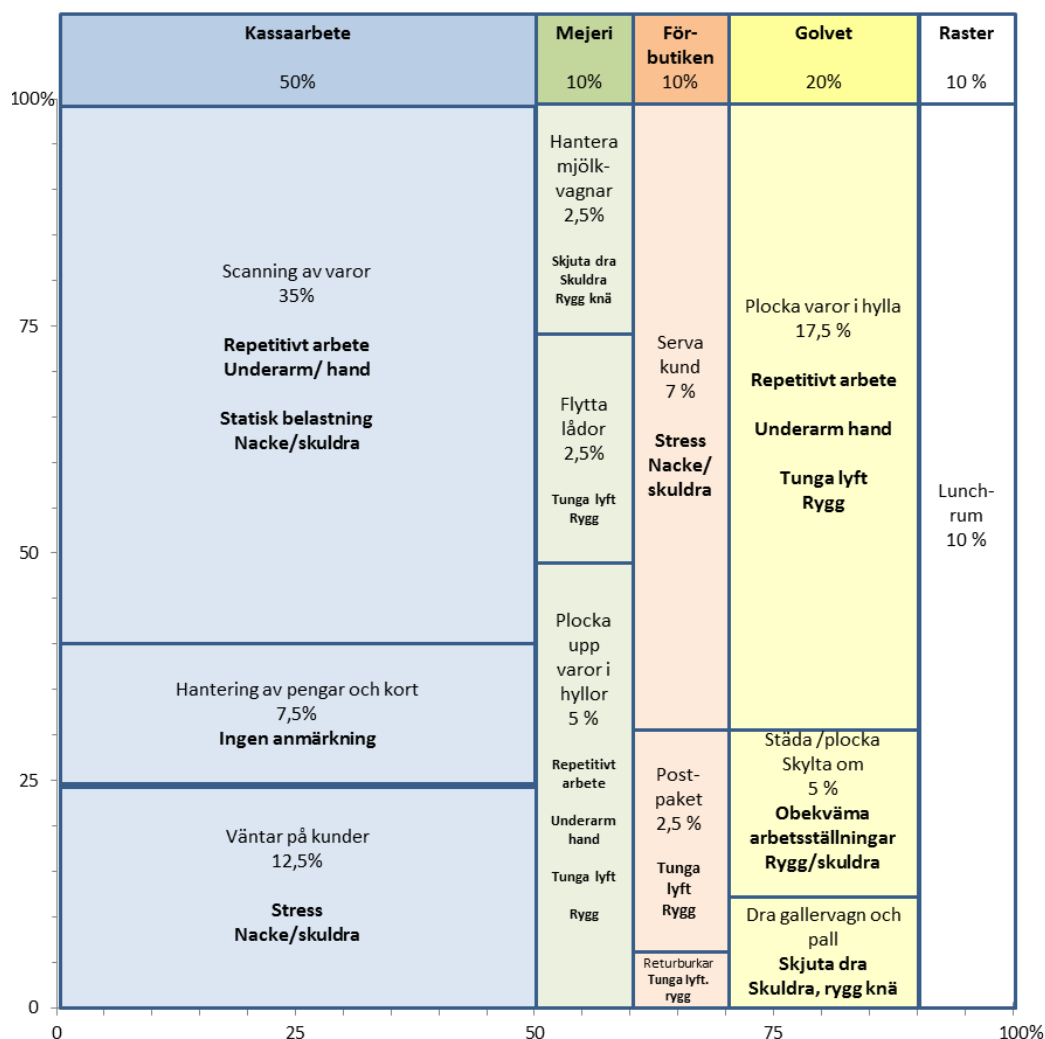 Kassaarbete
50%
Mejeri
10%
För-
butiken
10%
Golvet
20%
Raster
10 %
100%
75
50
25
0
Scanning av varor
35%
Repetitivt arbete
Underarm/ hand
Statisk belastning
Nacke/skuldra
Hantering av pengar och kort
7,5%
Ingen anmärkning
Väntar på kunder
12,5%
Stress
Nacke/skuldra
Hantera
mjölk-
vagnar
2,5%
Skjuta dra
Skuldra
Rygg knä
Flytta
lådor
2,5%
Tunga lyft
Rygg
Plocka
upp
varor i
hyllor
5 %
Repetitivt
arbete
Underarm
hand
Tunga lyft
Rygg
Serva
kund
7 %
Stress
Nacke/
skuldra
Post-
paket
2,5 %
Tunga
lyft
Rygg
Returburkar
Tunga lyft.
rygg
Plocka varor i hylla
17,5 %
Repetitivt arbete
Underarm hand
Tunga lyft
Rygg
Städa /plocka
Skylta om
5 %
Obekväma
arbetsställningar
Rygg/skuldra
Dra gallervagn och
pall
Skjuta dra
Skuldra, rygg knä
Lunch-
rum
10 %
0
25
50
75
100%